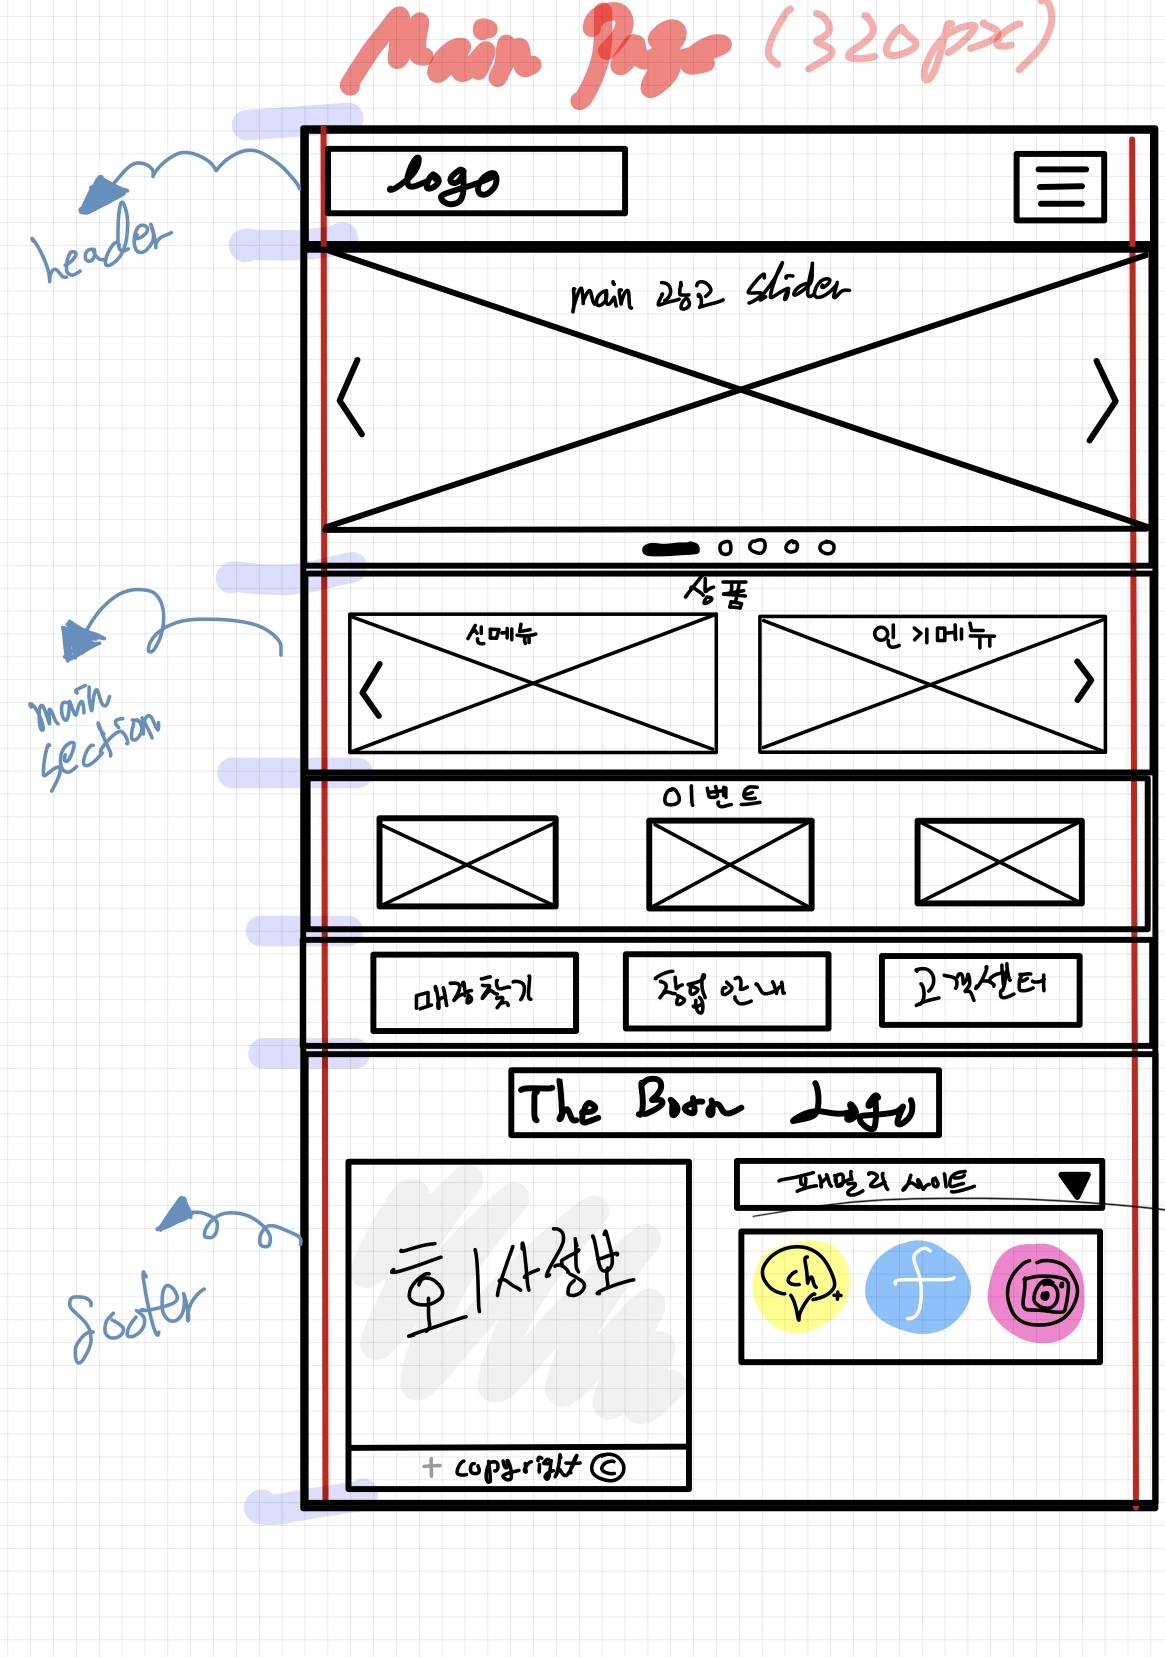 Main Page (320px)
logo
header
main 광고 slider
상품
신메뉴
인기메뉴
main
section
이벤트
매장찾기
창업안내
고객센터
The Born Logo
패밀리 사이트
회사정보
ch
+
f
footer
+ copyright ©